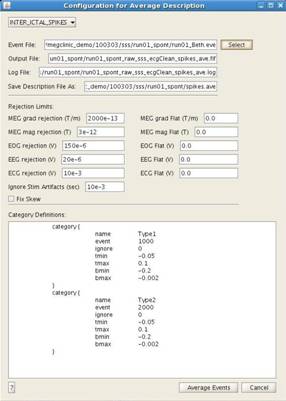 Configuration for Average Description
INTER_ICTAL_SPIKES
Event File: megclinic_demo/100303/sss/run01_spont/run01_Beth.eve Select
Output File: un01_spont/run01_spont_raw_sss_ecgClean_spikes_ave.fif
Log File: /run01_spont/run01_spont_raw_sss_ecgClean_spikes_ave.log
Save Description File As: _demo/100303/sss/run01_spont/spikes.ave
Rejection Limits:
MEG grad rejection (T/m) 2000e-13 MEG grad Flat (T/m) 0.0
MEG mag rejection (T) 3e-12 MEG mag Flat (T) 0.0
EOG rejection (V) 150e-6 EOG Flat (V)
EEG rejection (V) 20e-6 EEG Flat (V)
ECG rejection (V) 10e-3 ECG Flat (V)
Ignore Stim Artifacts (sec) 10e-3
Fix Skew
Category Definitions:
category {
name Type1
event 1000
ignore 0
tmin -0.05
tmax 0.1
bmin -0.2
bmax -0.002
}
category {
name Type2
event 2000
ignore 0
tmin -0.05
tmax 0.1
bmin -0.2
bmax -0.002
}
? Average Events Cancel